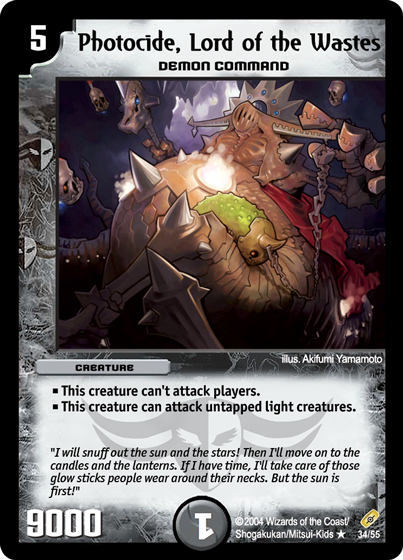 5 Photocide, Lord of the Wastes
DEMON COMMAND
illus. Akifumi Yamamoto
CREATURE
▪ This creature can't attack players.
▪ This creature can attack untapped light creatures.
"I will snuff out the sun and the stars! Then I'll move on to the
candles and the lanterns. If I have time, I'll take care of those
glow sticks people wear around their necks. But the sun is
first!"
9000 1 ©2004 Wizards of the Coast/
Shogakukan/Mitsui-Kids ★ 34/55